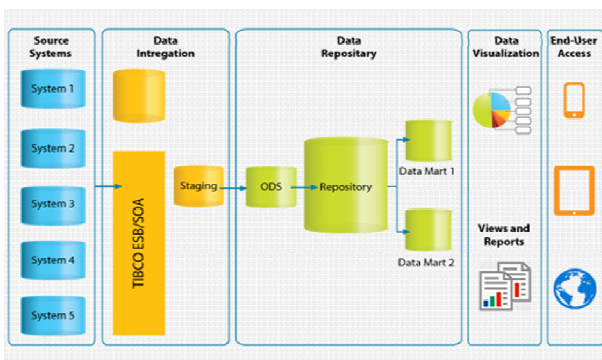 Source
Systems
System 1
System 2
System 3
System 4
System 5
Data
Intregation
TIBCO ESB/SOA
Staging
Data
Repositary
ODS
Repository
Data Mart 1
Data Mart 2
Data
Visualization
Views and
Reports
End-User
Access